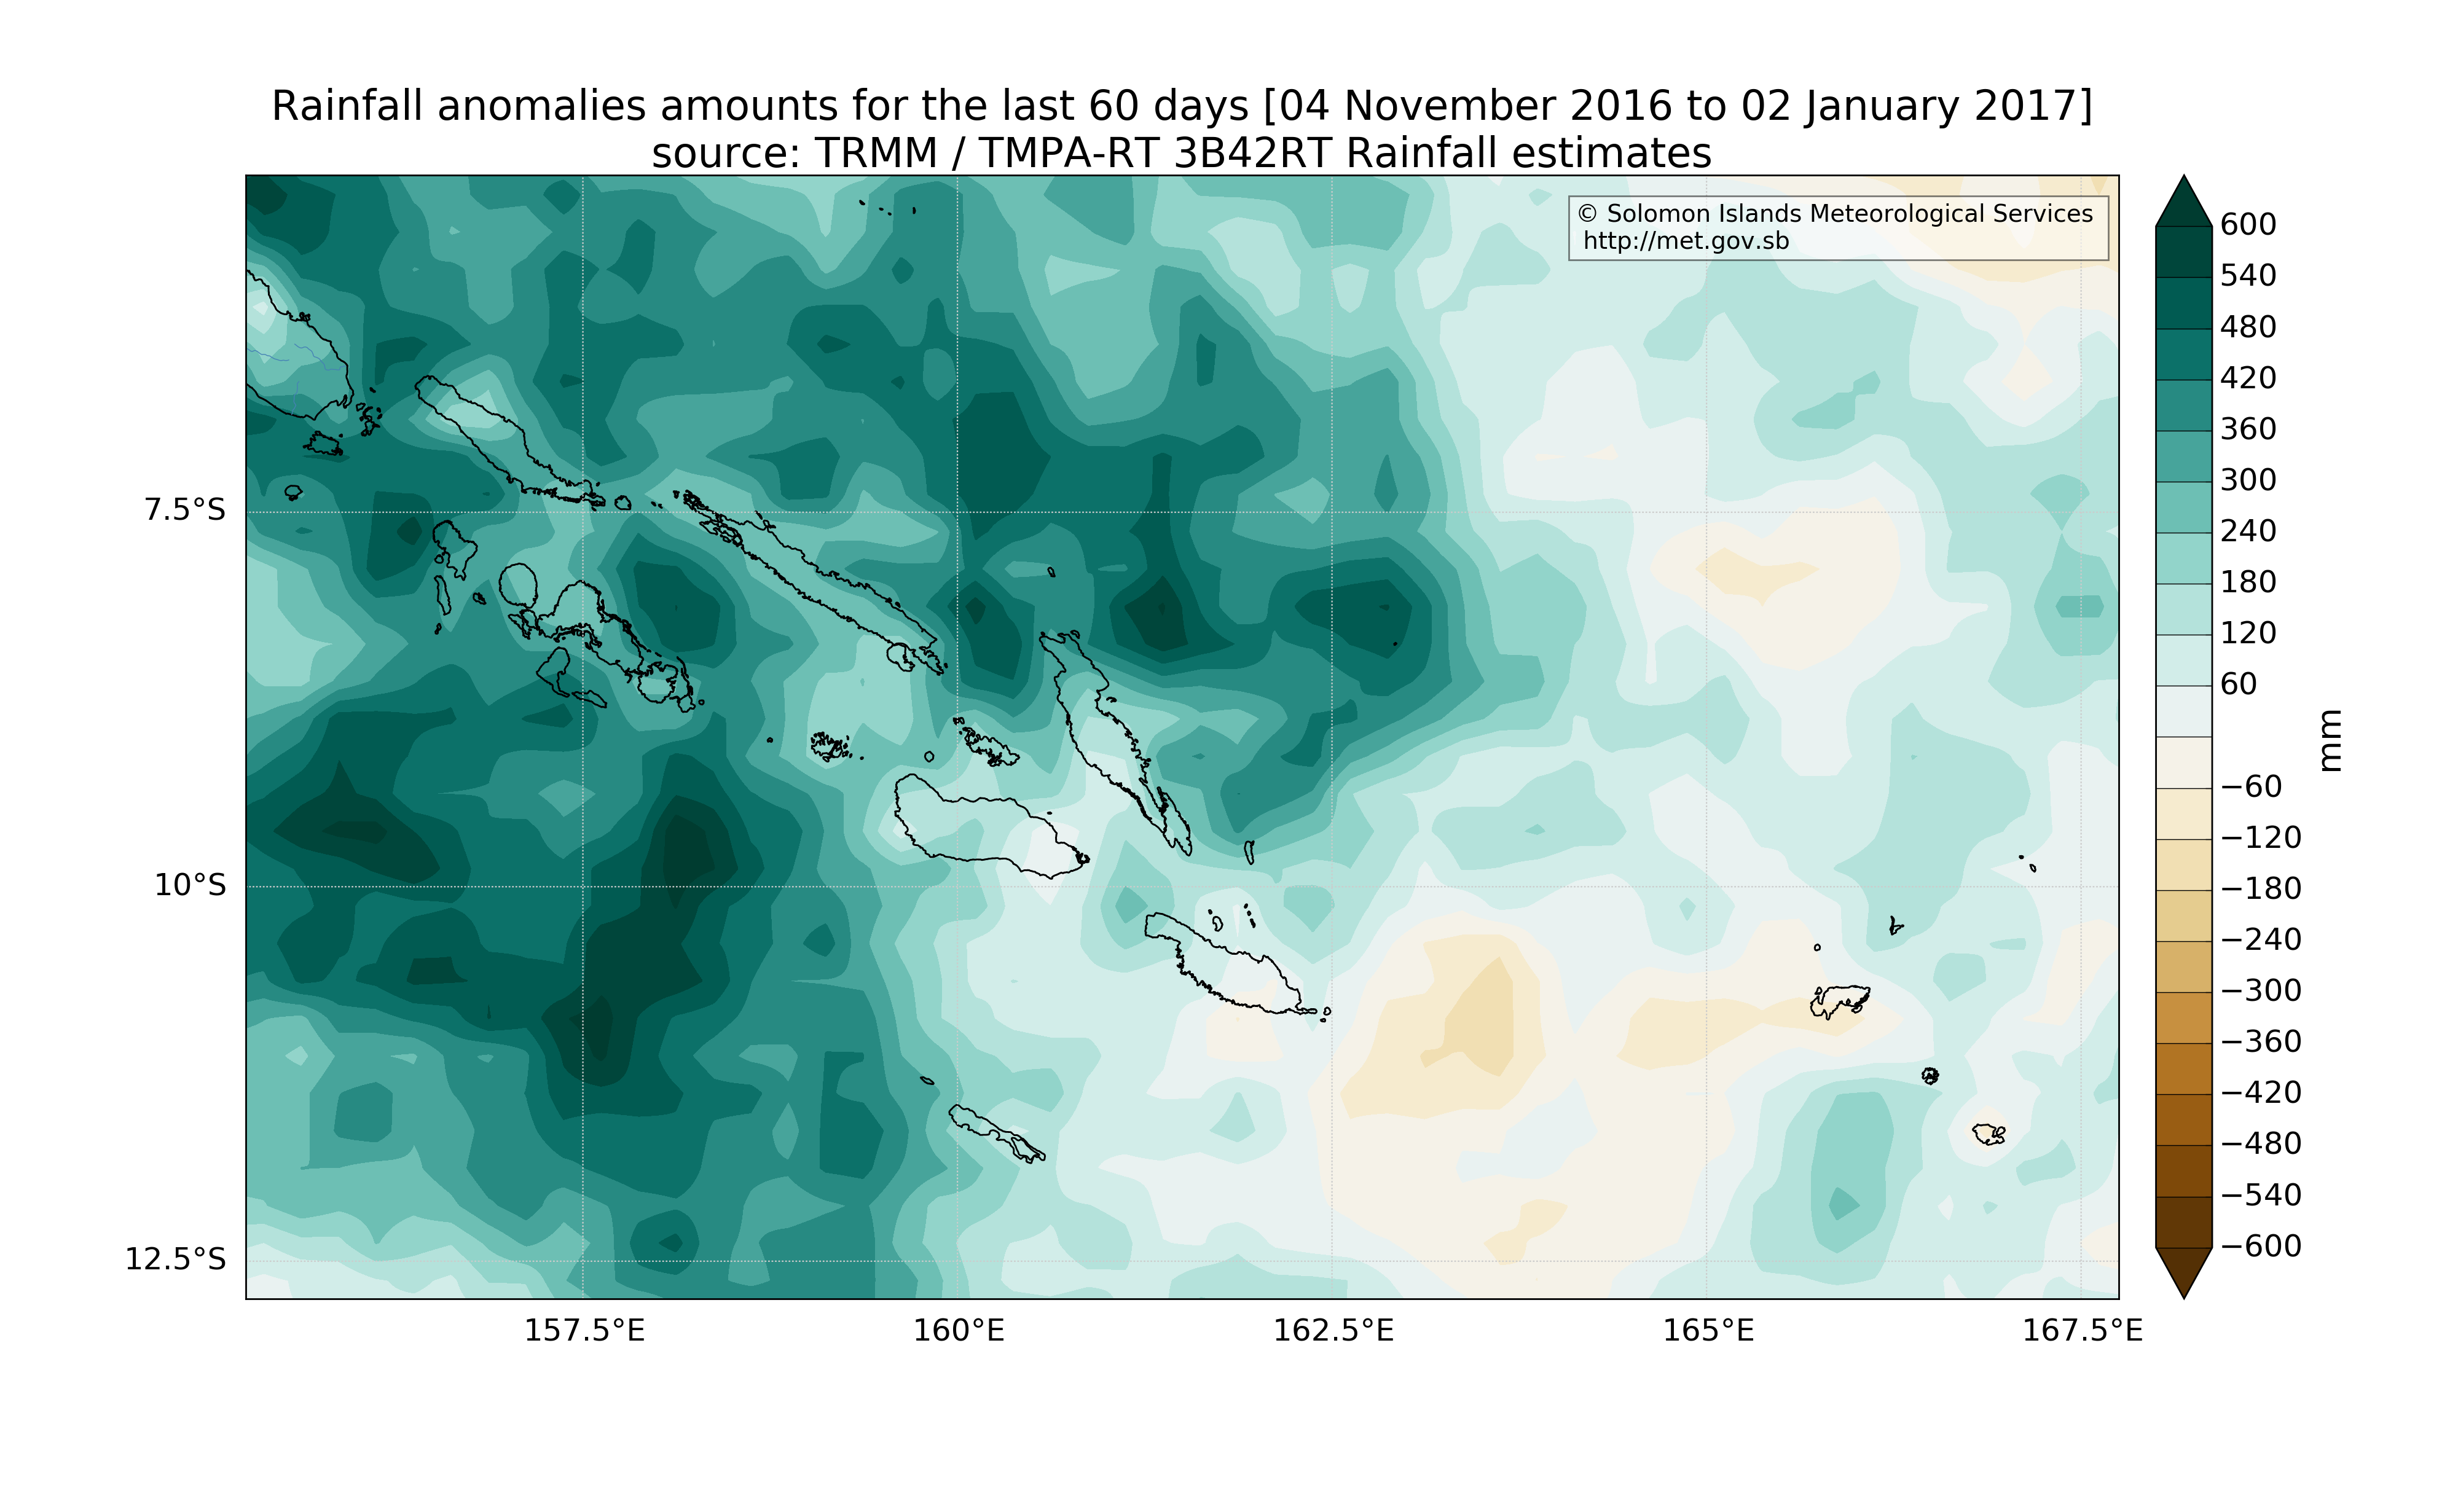 Rainfall anomalies amounts for the last 60 days [04 November 2016 to 02 January 2017]
source: TRMM / TMPA-RT 3B42RT Rainfall estimates
© Solomon Islands Meteorological Services
http://met.gov.sb
7.5°S
10°S
12.5°S
157.5°E
160°E
162.5°E
165°E
167.5°E
600
540
480
420
360
300
240
180
120
60
−60
−120
−180
−240
−300
−360
−420
−480
−540
−600
mm